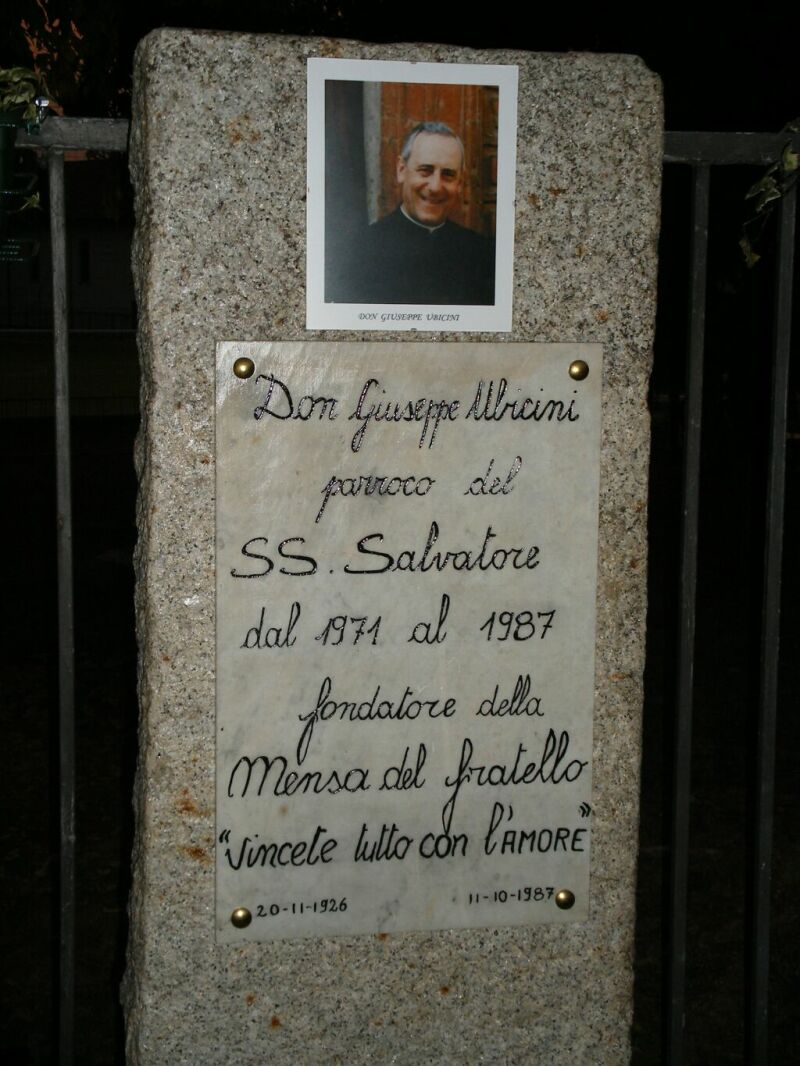 DON GIUSEPPE UBICINI
Don Giuseppe Ubicini
parroco del
SS. Salvatore
dal 1971 al 1987
fondatore della
Mensa del fratello
“Vincete tutto con l'AMORE”
20-11-1926 11-10-1987